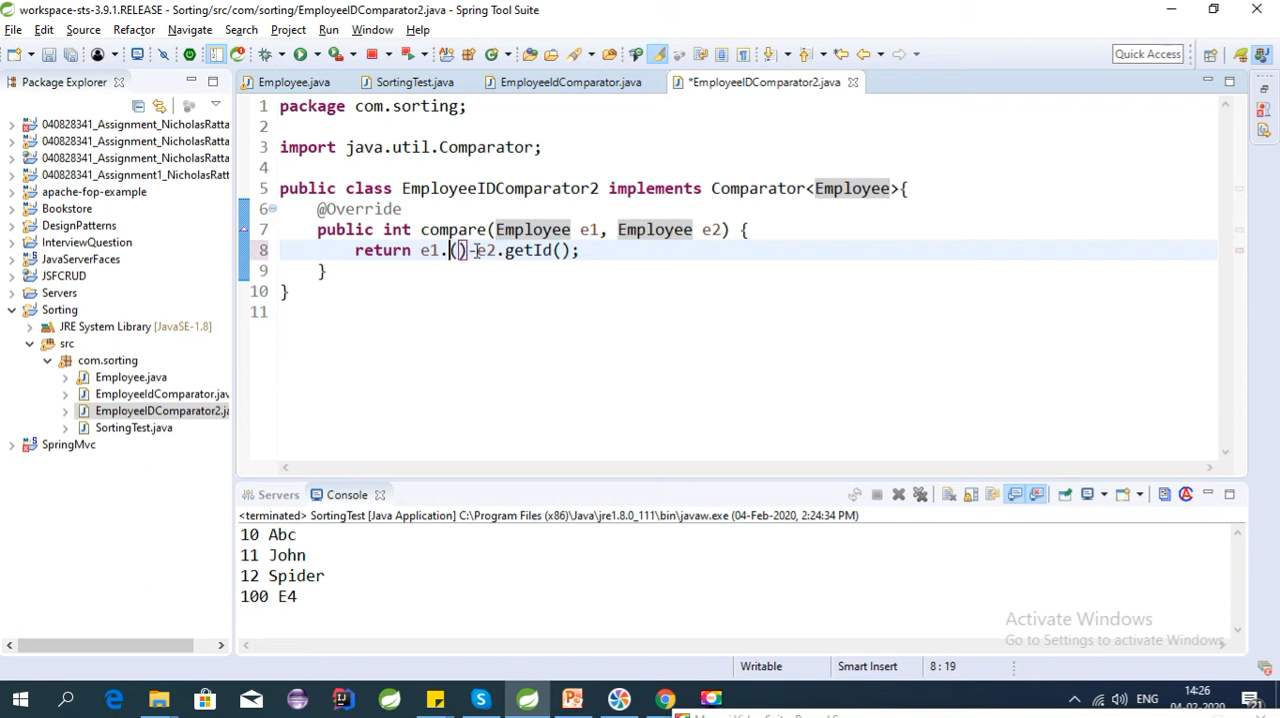 workspace-sts-3.9.1.RELEASE - Sorting/src/com/sorting/EmployeeIDComparator2.java - Spring Tool Suite
File Edit Source Refactor Navigate Search Project Run Window Help
Quick Access
Package Explorer
Employee.java SortingTest.java EmployeeIdComparator.java *EmployeeIDComparator2.java
040828341_Assignment_NicholasRatta
040828341_Assignment_NicholasRatta
040828341_Assignment_NicholasRatta
040828341_Assignment1_NicholasRatt
apache-fop-example
Bookstore
DesignPatterns
InterviewQuestion
JavaServerFaces
JSFCRUD
Servers
Sorting
JRE System Library [JavaSE-1.8]
src
com.sorting
Employee.java
EmployeeIdComparator.jav
EmployeeIDComparator2.ja
SortingTest.java
SpringMvc
1 package com.sorting;
2
3 import java.util.Comparator;
4
5 public class EmployeeIDComparator2 implements Comparator<Employee>{
6 @Override
7 public int compare(Employee e1, Employee e2) {
8 return e1.()-e2.getId();
9 }
10 }
11
Servers Console
<terminated> SortingTest [Java Application] C:\Program Files (x86)\Java\jre1.8.0_111\bin\javaw.exe (04-Feb-2020, 2:24:34 PM)
10 Abc
11 John
12 Spider
100 E4
Activate Windows
Go to Settings to activate Windows.
Writable Smart Insert 8 : 19
ENG
14:26
04-02-2020
21